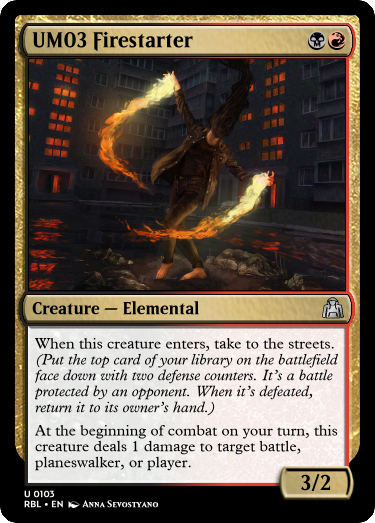 UM03 Firestarter
Creature — Elemental
When this creature enters, take to the streets.
(Put the top card of your library on the battlefield
face down with two defense counters. It's a battle
protected by an opponent. When it's defeated,
return it to its owner's hand.)
At the beginning of combat on your turn, this
creature deals 1 damage to target battle,
planeswalker, or player.
3/2
U 0103
RBL • EN Anna Sevostyano